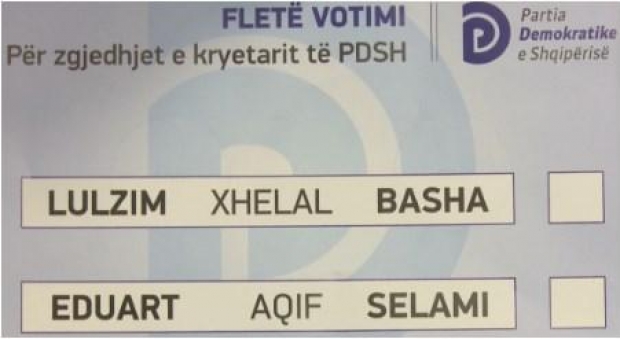 FLETË VOTIMI
Për zgjedhjet e kryetarit të PDSH
Partia
Demokratike
e Shqipërisë
LULZIM XHELAL BASHA
EDUART AQIF SELAMI